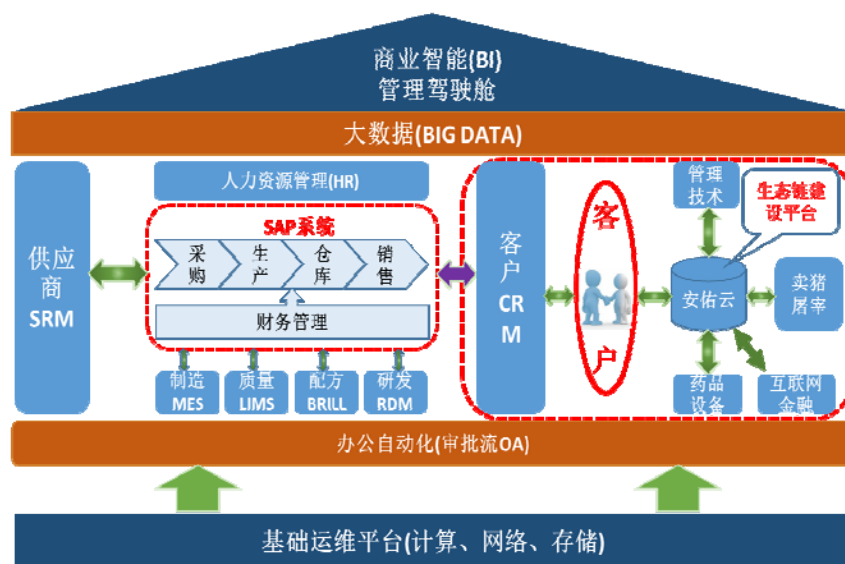 商业智能(BI)
管理驾驶舱
大数据(BIG DATA)
供应
商
SRM
人力资源管理(HR)
SAP系统
采
购
生
产
仓
库
销
售
财务管理
制造
MES
质量
LIMS
配方
BRILL
研发
RDM
客
户
CR
M
客
户
管理
技术
生态链建
设平台
安佑云
卖猪
屠宰
药品
设备
互联网
金融
办公自动化(审批流OA)
基础运维平台(计算、网络、存储)